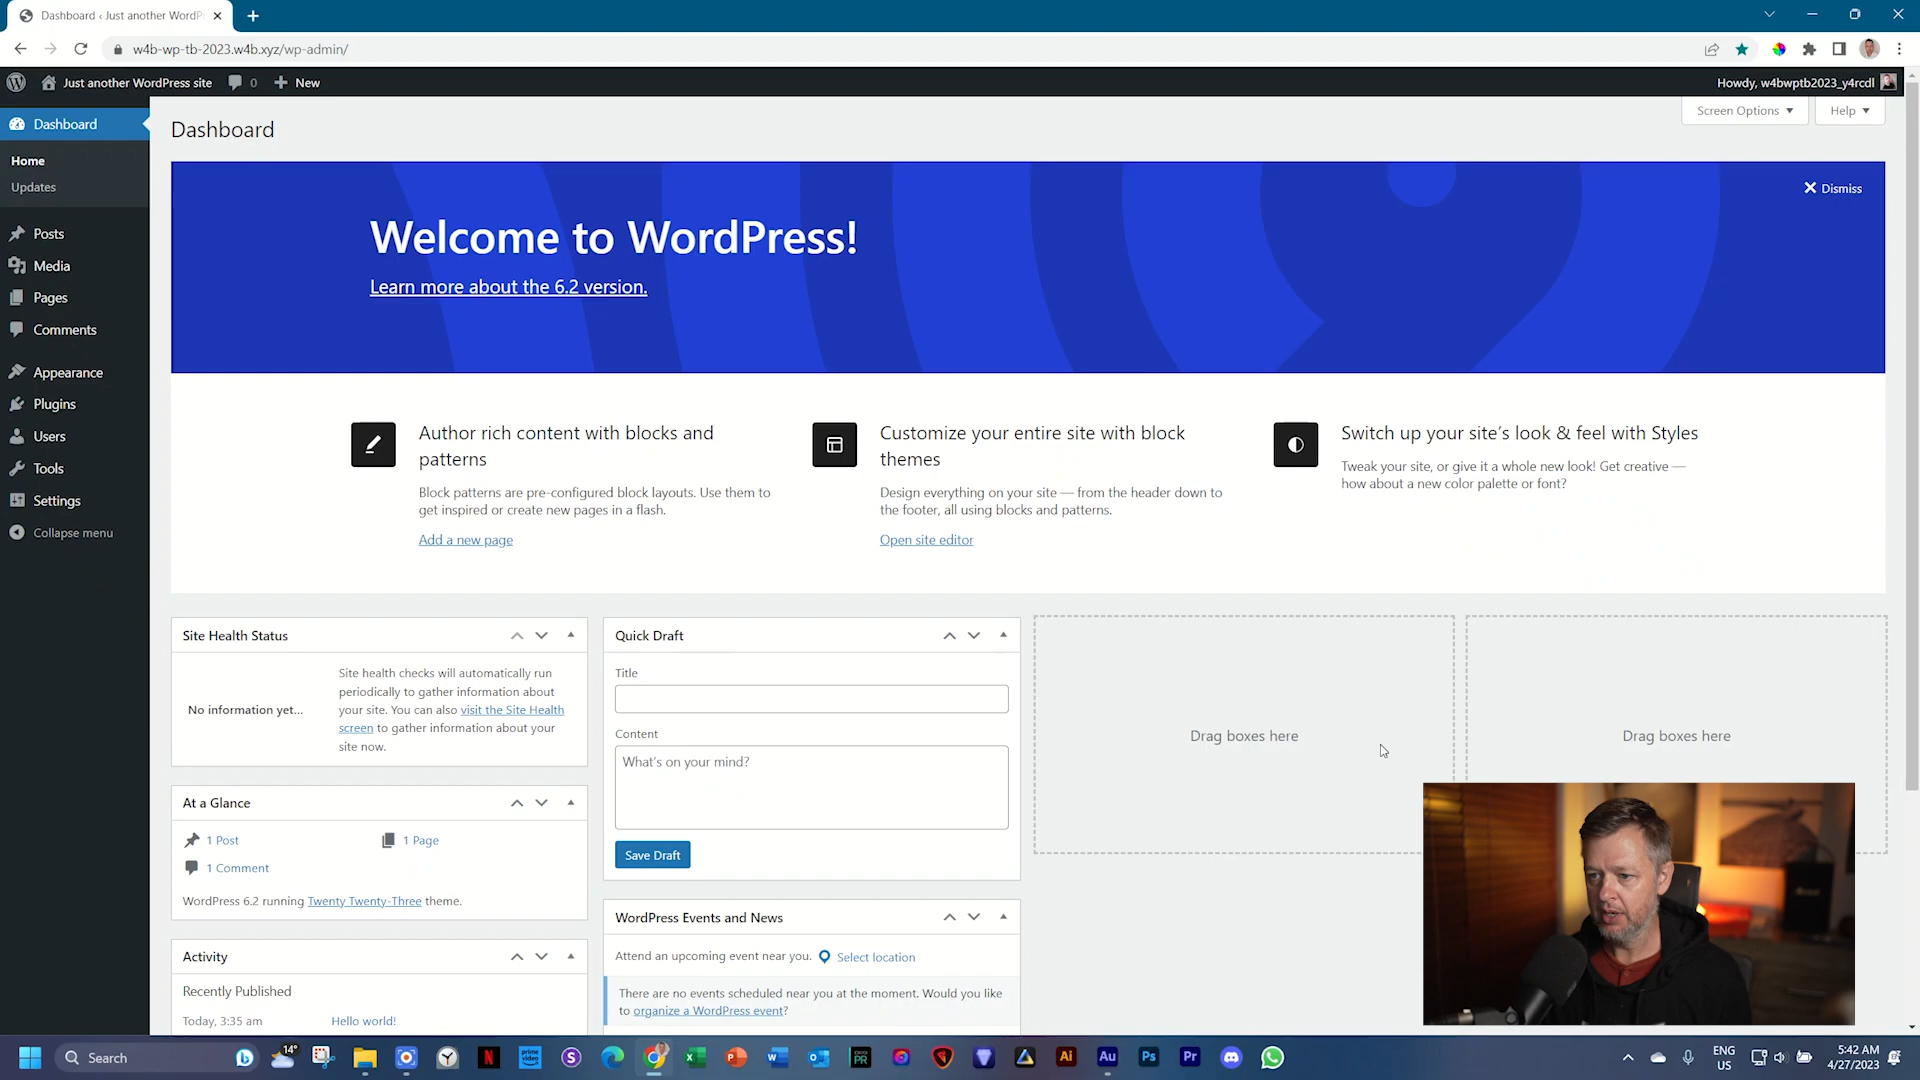 Dashboard ‹ Just another WordPr
w4b-wp-tb-2023.w4b.xyz/wp-admin/
Just another WordPress site
0
New
Howdy, w4bwptb2023_y4rcdl
Dashboard
Home
Updates
Posts
Media
Pages
Comments
Appearance
Plugins
Users
Tools
Settings
Collapse menu
Dashboard
Screen Options
Help
Dismiss
Welcome to WordPress!
Learn more about the 6.2 version.
Author rich content with blocks and
patterns
Block patterns are pre-configured block layouts. Use them to
get inspired or create new pages in a flash.
Add a new page
Customize your entire site with block
themes
Design everything on your site — from the header down to
the footer, all using blocks and patterns.
Open site editor
Switch up your site's look & feel with Styles
Tweak your site, or give it a whole new look! Get creative —
how about a new color palette or font?
Site Health Status
No information yet...
Site health checks will automatically run
periodically to gather information about
your site. You can also visit the Site Health
screen to gather information about your
site now.
At a Glance
1 Post
1 Page
1 Comment
WordPress 6.2 running Twenty Twenty-Three theme.
Activity
Recently Published
Today, 3:35 am
Hello world!
Quick Draft
Title
Content
What's on your mind?
Save Draft
WordPress Events and News
Attend an upcoming event near you.
Select location
There are no events scheduled near you at the moment. Would you like
to organize a WordPress event?
Drag boxes here
Drag boxes here
Search
14°
prime video
PR
Ai
Au
Ps
Pr
ENG
US
5:42 AM
4/27/2023